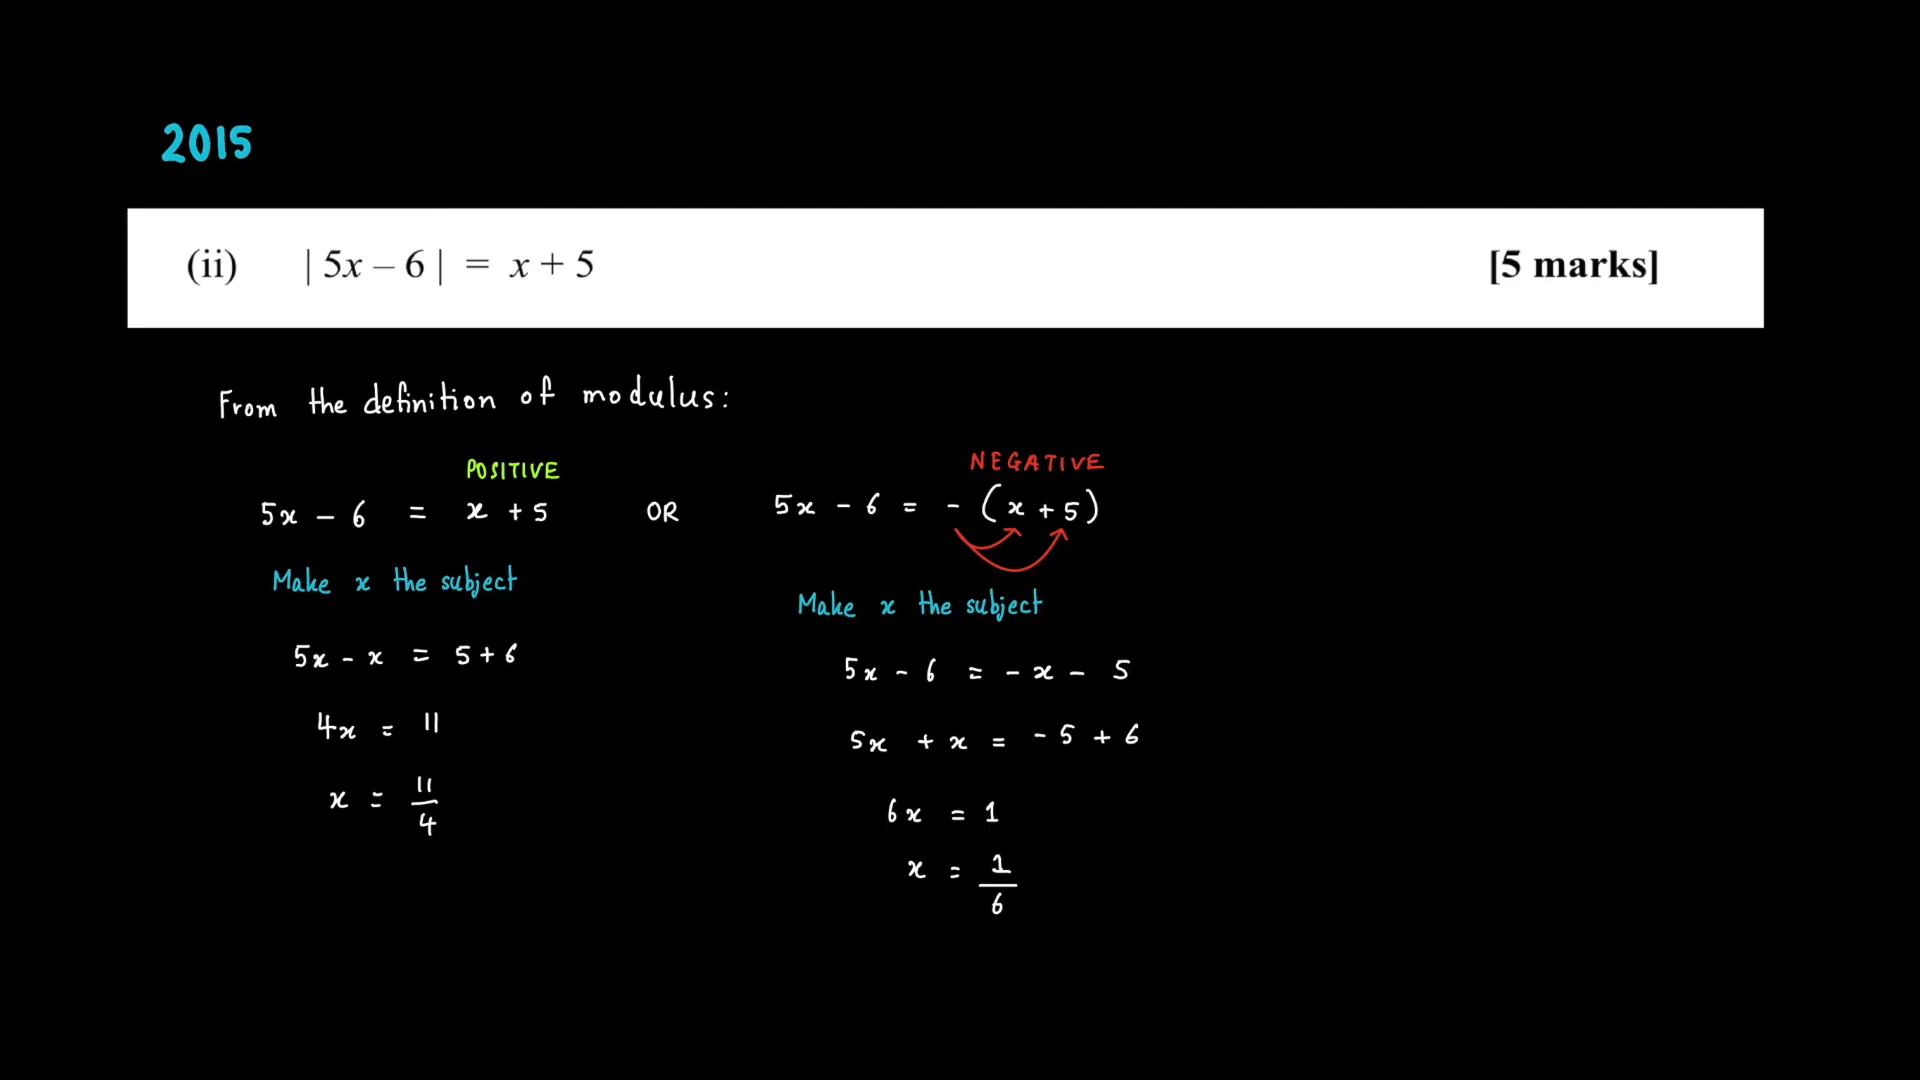 2015
(ii) | 5x – 6 | = x + 5 [5 marks]
From the definition of modulus:
POSITIVE
5x – 6 = x + 5
OR
NEGATIVE
5x - 6 = - (x + 5)
Make x the subject
5x - x = 5 + 6
4x = 11
x = 11/4
Make x the subject
5x - 6 = - x - 5
5x + x = - 5 + 6
6x = 1
x = 1/6